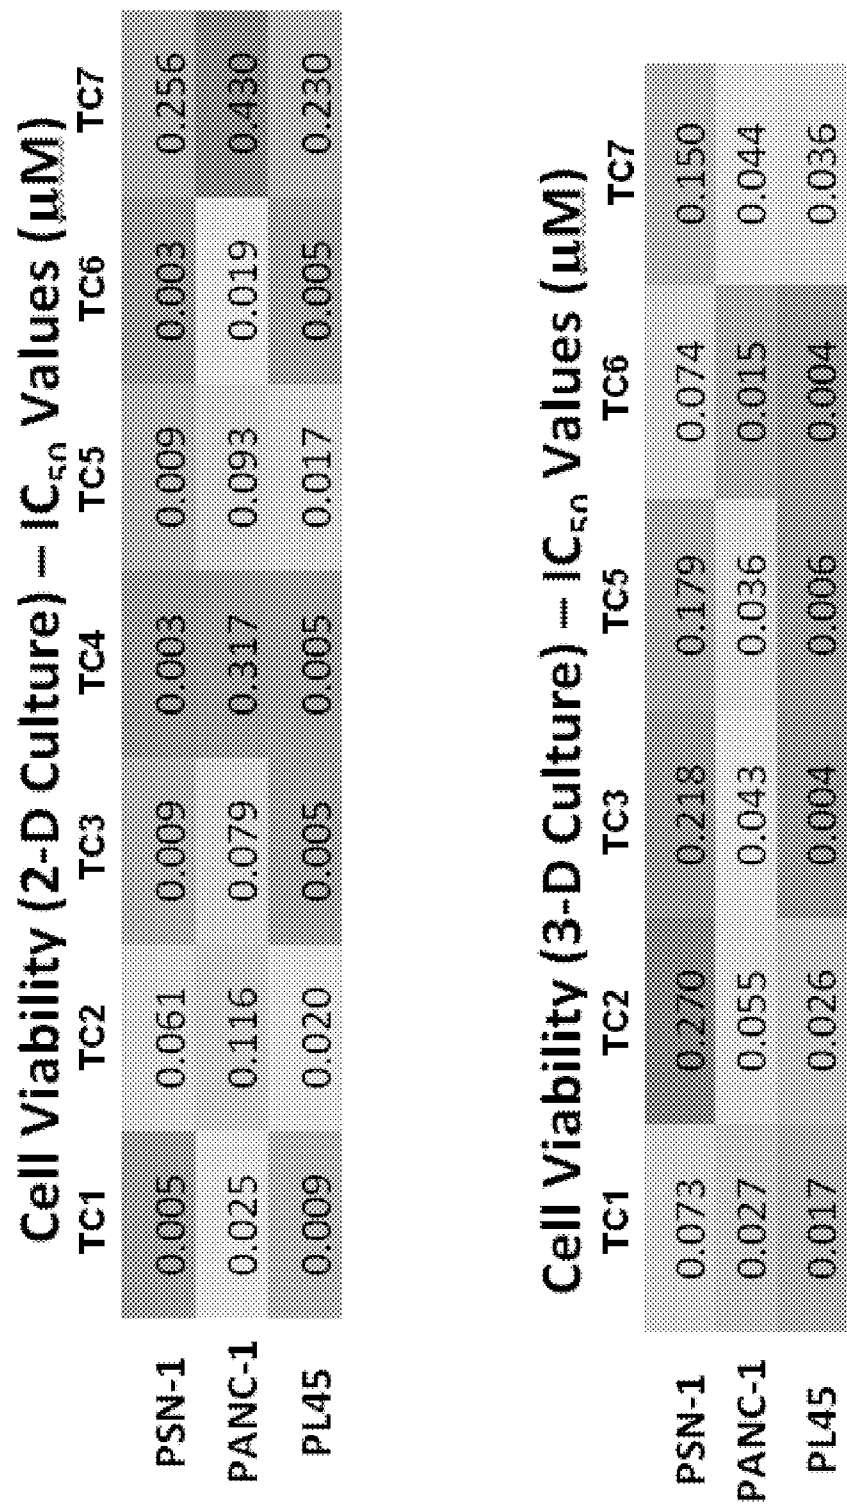 Cell Viability (2-D Culture) – IC50 Values (µM)
TC1 TC2 TC3 TC4 TC5 TC6 TC7
PSN-1 0.005 0.061 0.009 0.003 0.009 0.003 0.256
PANC-1 0.025 0.116 0.079 0.317 0.093 0.019 0.430
PL45 0.009 0.020 0.005 0.005 0.017 0.005 0.230
Cell Viability (3-D Culture) – IC50 Values (µM)
TC1 TC2 TC3 TC5 TC6 TC7
PSN-1 0.073 0.270 0.218 0.179 0.074 0.150
PANC-1 0.027 0.055 0.043 0.036 0.015 0.044
PL45 0.017 0.026 0.004 0.006 0.004 0.036